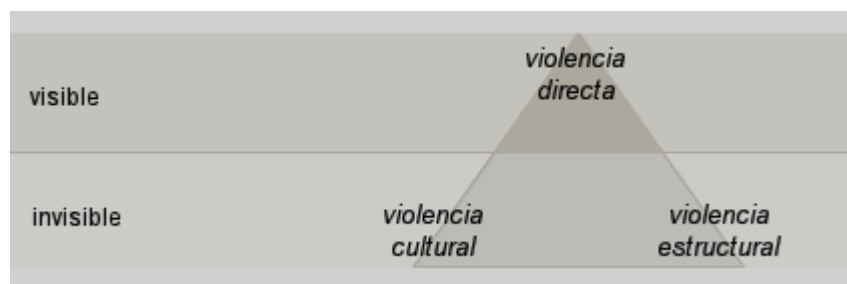 violencia
directa
visible
invisible
violencia
cultural
violencia
estructural